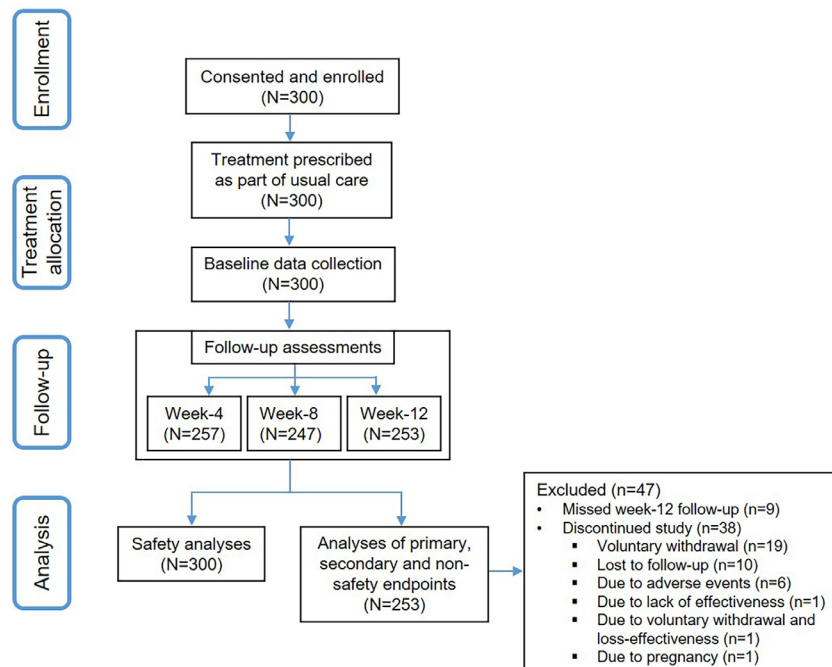 Enrollment
Consented and enrolled
(N=300)
Treatment
allocation
Treatment prescribed
as part of usual care
(N=300)
Baseline data collection
(N=300)
Follow-up
Follow-up assessments
Week-4
(N=257)
Week-8
(N=247)
Week-12
(N=253)
Analysis
Safety analyses
(N=300)
Analyses of primary,
secondary and non-
safety endpoints
(N=253)
Excluded (n=47)
• Missed week-12 follow-up (n=9)
• Discontinued study (n=38)
▪ Voluntary withdrawal (n=19)
▪ Lost to follow-up (n=10)
▪ Due to adverse events (n=6)
▪ Due to lack of effectiveness (n=1)
▪ Due to voluntary withdrawal and
loss-effectiveness (n=1)
▪ Due to pregnancy (n=1)